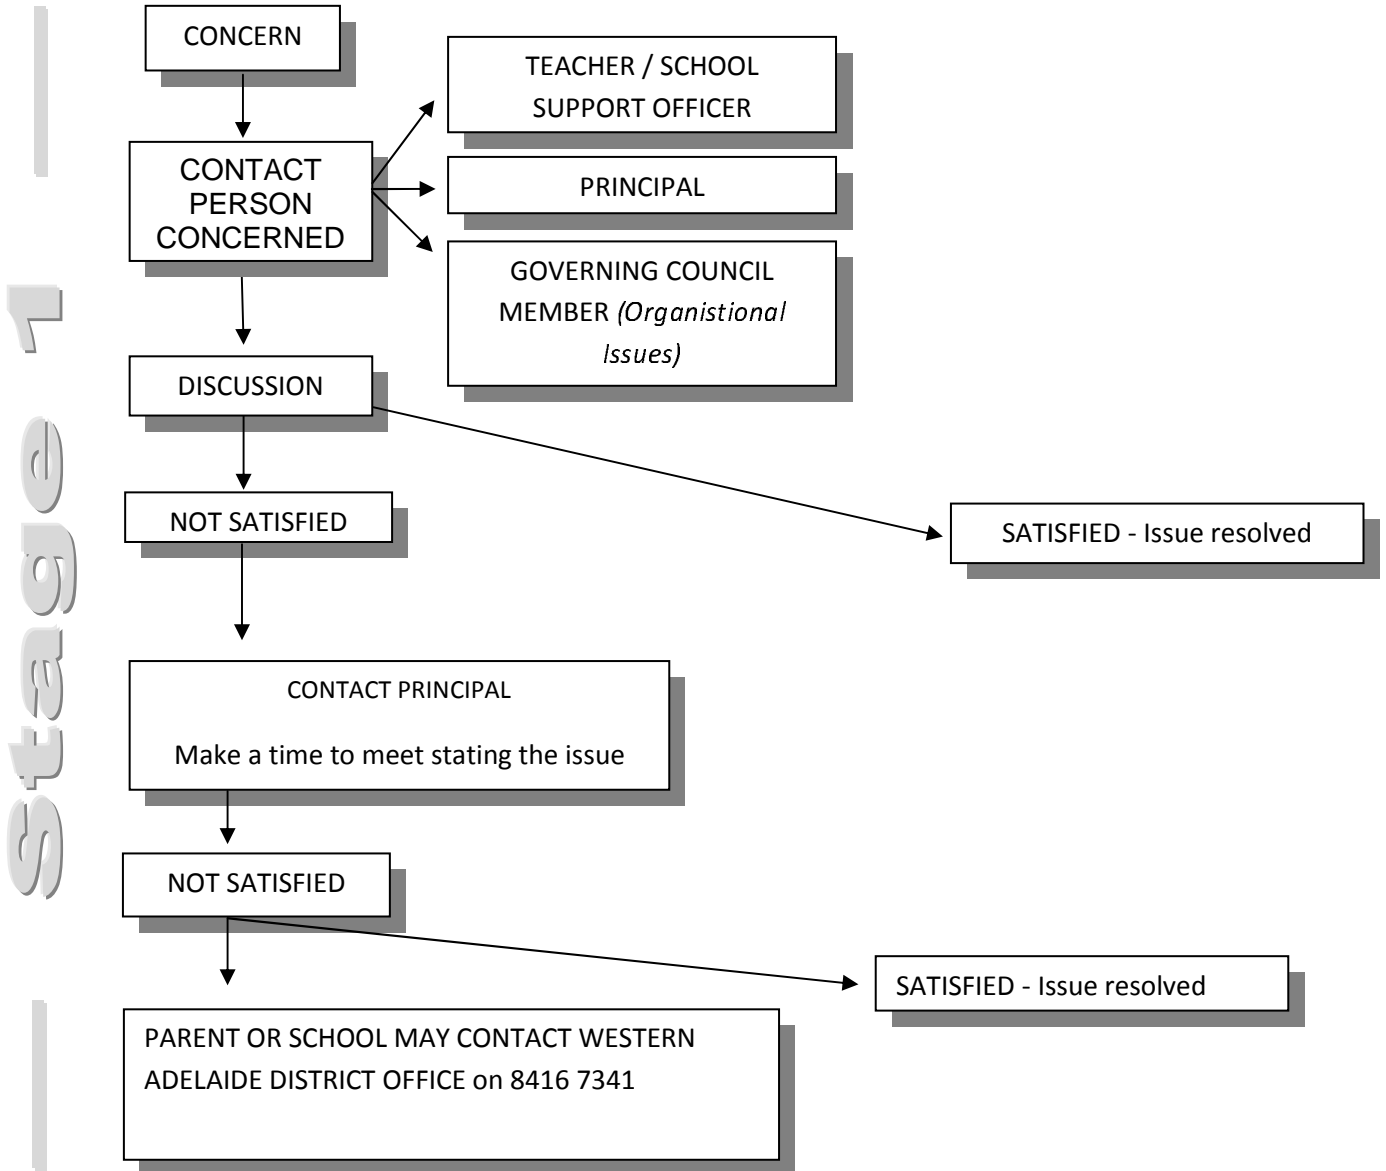 Stage 1
CONCERN
TEACHER / SCHOOL
SUPPORT OFFICER
CONTACT
PERSON
CONCERNED
PRINCIPAL
GOVERNING COUNCIL
MEMBER (Organistional
Issues)
DISCUSSION
NOT SATISFIED
SATISFIED - Issue resolved
CONTACT PRINCIPAL
Make a time to meet stating the issue
NOT SATISFIED
SATISFIED - Issue resolved
PARENT OR SCHOOL MAY CONTACT WESTERN
ADELAIDE DISTRICT OFFICE on 8416 7341